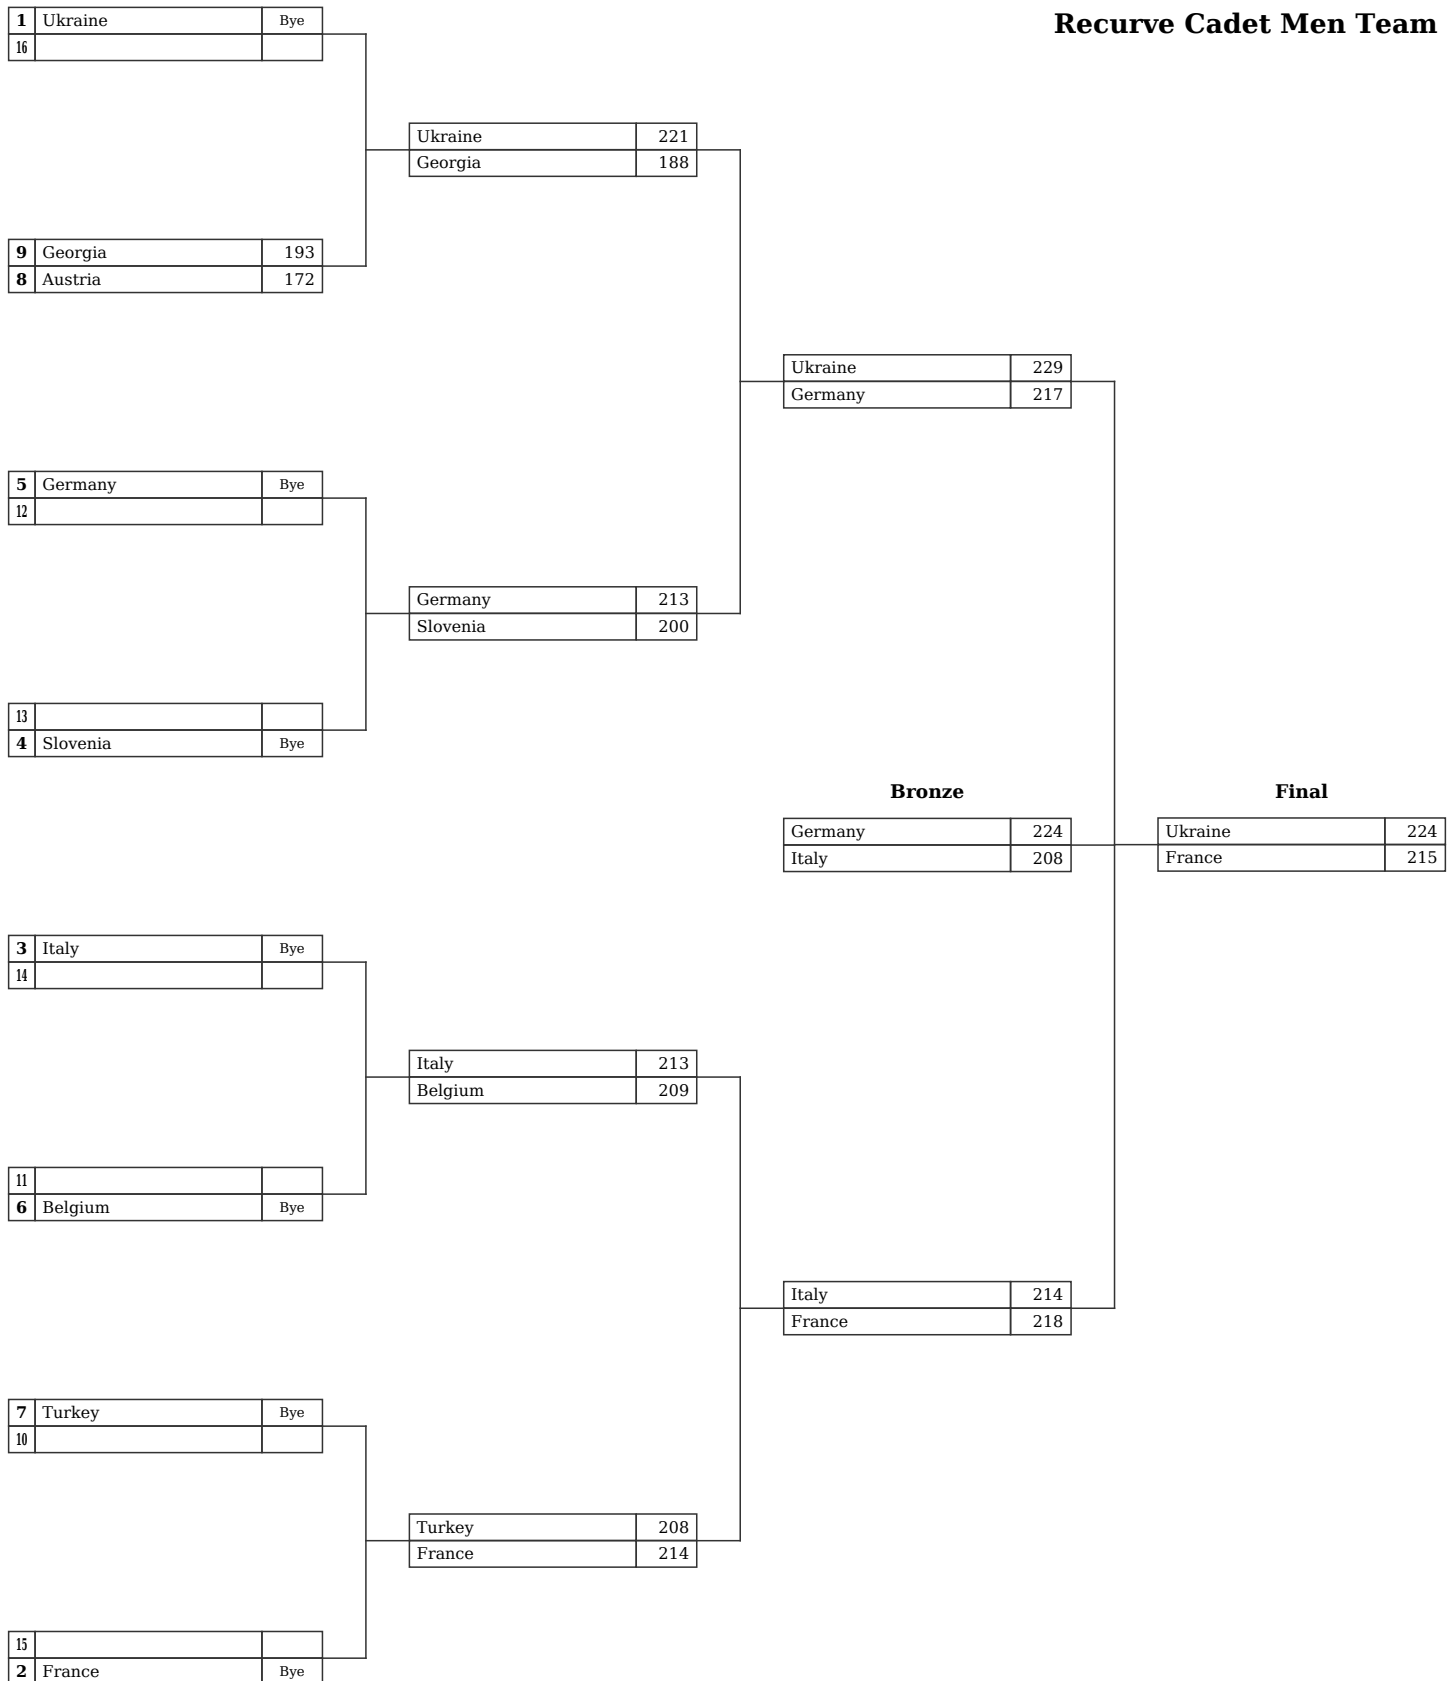 Recurve Cadet Men Team
1 Ukraine Bye
16
Ukraine 221
Georgia 188
9 Georgia 193
8 Austria 172
Ukraine 229
Germany 217
5 Germany Bye
12
Germany 213
Slovenia 200
13
4 Slovenia Bye
Bronze
Final
Germany 224
Italy 208
Ukraine 224
France 215
3 Italy Bye
14
Italy 213
Belgium 209
11
6 Belgium Bye
Italy 214
France 218
7 Turkey Bye
10
Turkey 208
France 214
15
2 France Bye